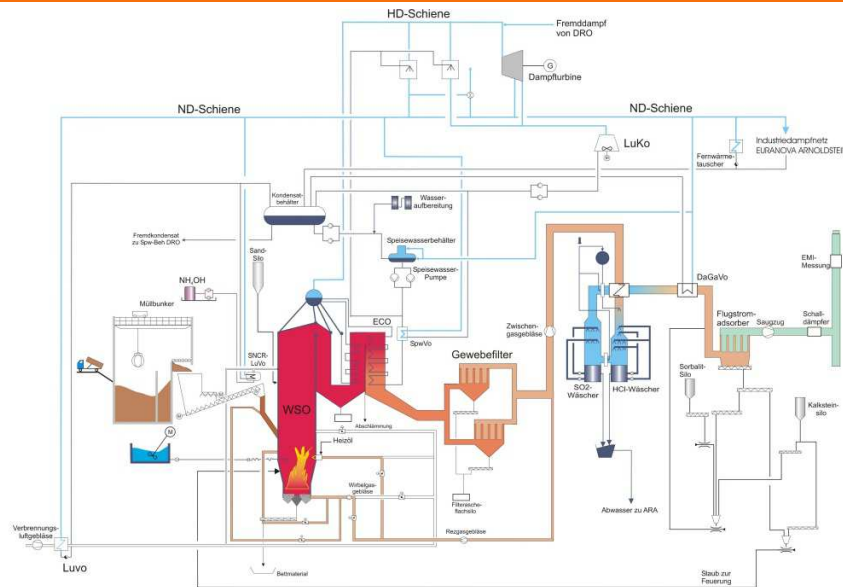 HD-Schiene
Fremddampf
von DRO
G
Dampfturbine
ND-Schiene
ND-Schiene
LuKo
Industriedampfnetz
EURANOVA ARNOLDSTEIN
Fernwärme-
tauscher
Kondensat-
behälter
Wasser-
aufbereitung
Fremdkondensat
zu Spw-Beh DRO
Sand-
Silo
Speisewasserbehälter
Speisewasser-
Pumpe
NH₄OH
Müllbunker
DaGaVo
EMI-
Messung
ECO
SpwVo
Zwischen-
gasgebläse
Flugstrom-
adsorber
Saugzug
Schall-
dämpfer
SNCR-
LuVo
Gewebefilter
WSO
SO2-
Wäscher
HCl-Wäscher
Sorbalit-
Silo
Kalkstein-
silo
Abschlämmung
M
Heizöl
Wirbelgas-
gebläse
Filterasche-
flachsilo
Abwasser zu ARA
Verbrennungs-
luftgebläse
Rezgasgebläse
Luvo
Bettmaterial
Staub zur
Feuerung